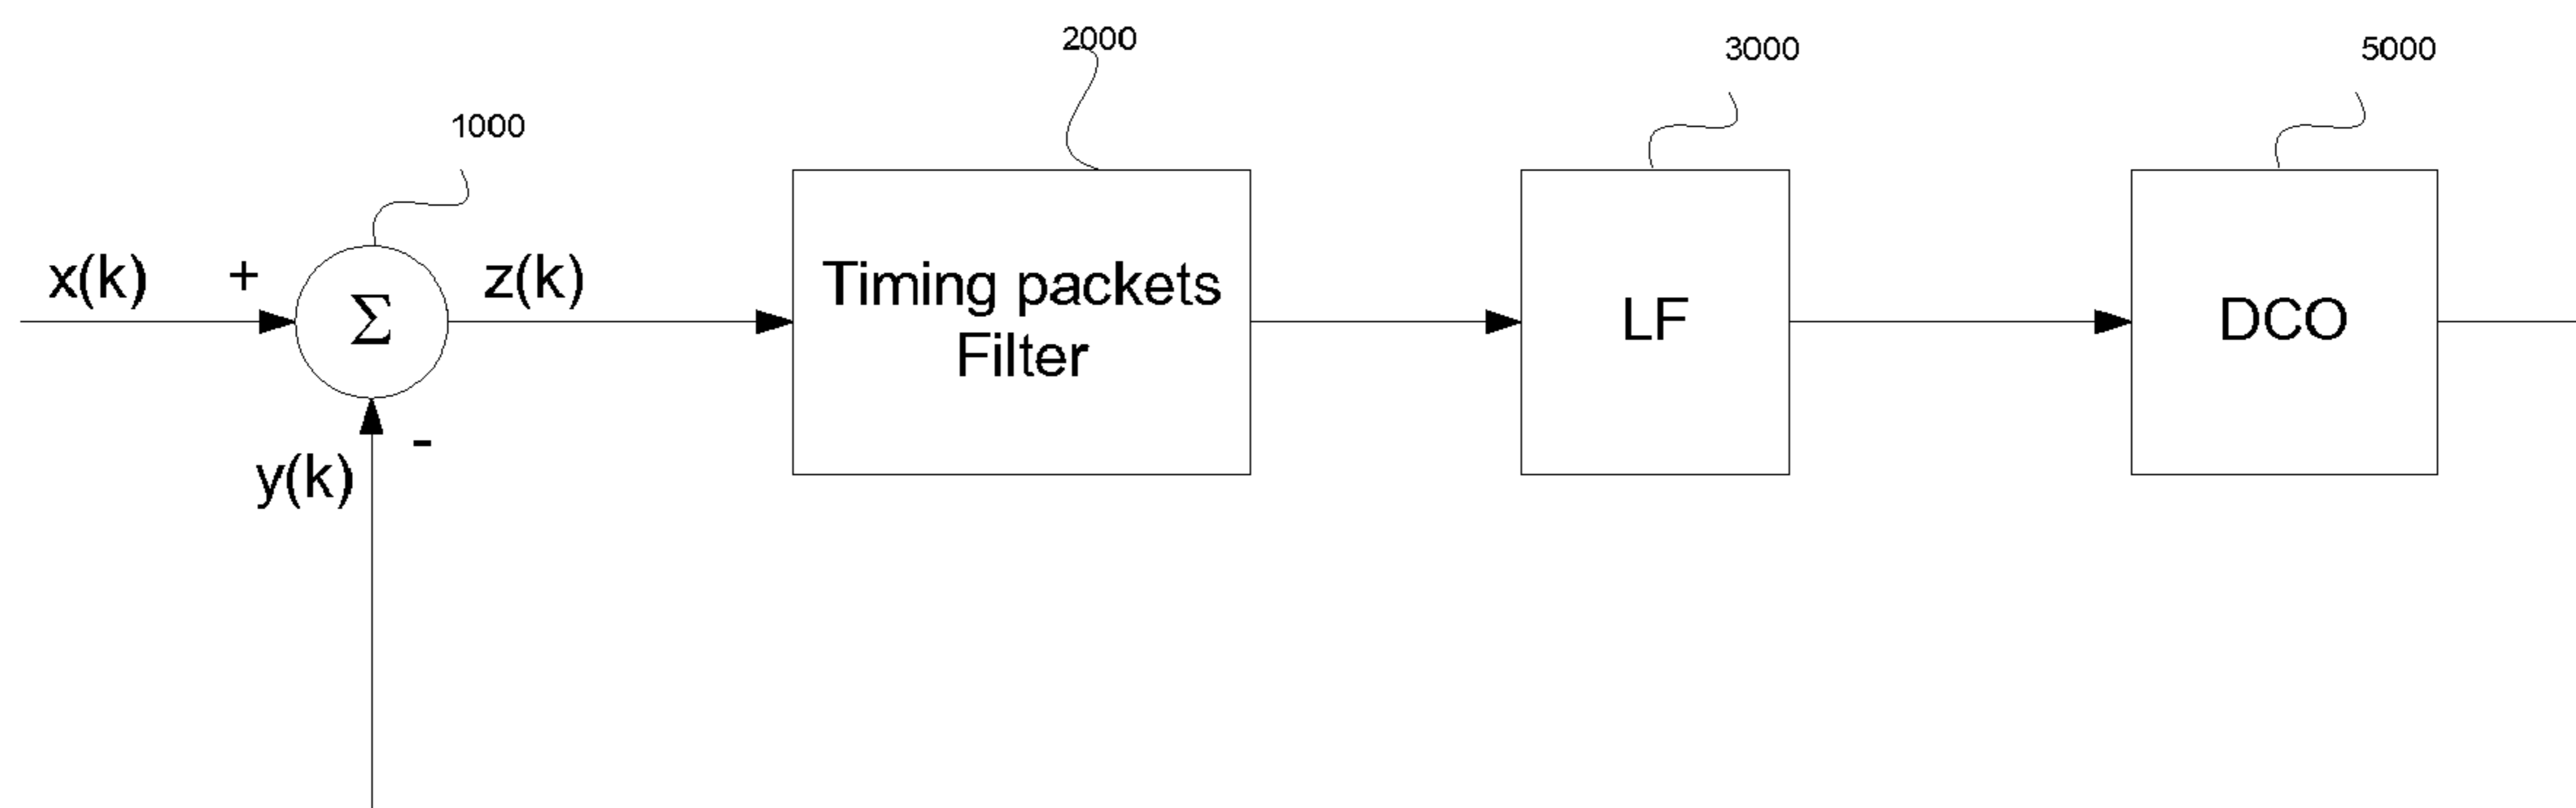 2000
3000
5000
1000
x(k)
+
Σ
z(k)
Timing packets
Filter
LF
DCO
-
y(k)